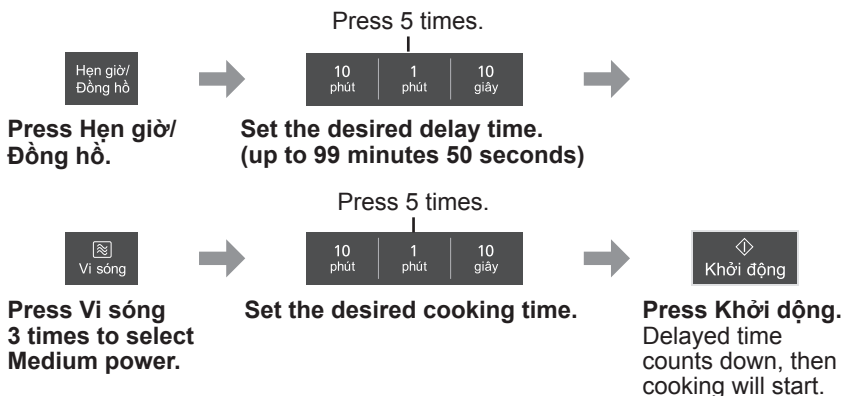 Press 5 times.
Hẹn giờ/
Đồng hồ
10 phút
1 phút
10 giây
Press Hẹn giờ/
Đồng hồ.
Set the desired delay time.
(up to 99 minutes 50 seconds)
Press 5 times.
Vi sóng
10 phút
1 phút
10 giây
Khởi động
Press Vi sóng
3 times to select
Medium power.
Set the desired cooking time.
Press Khởi dộng.
Delayed time
counts down, then
cooking will start.